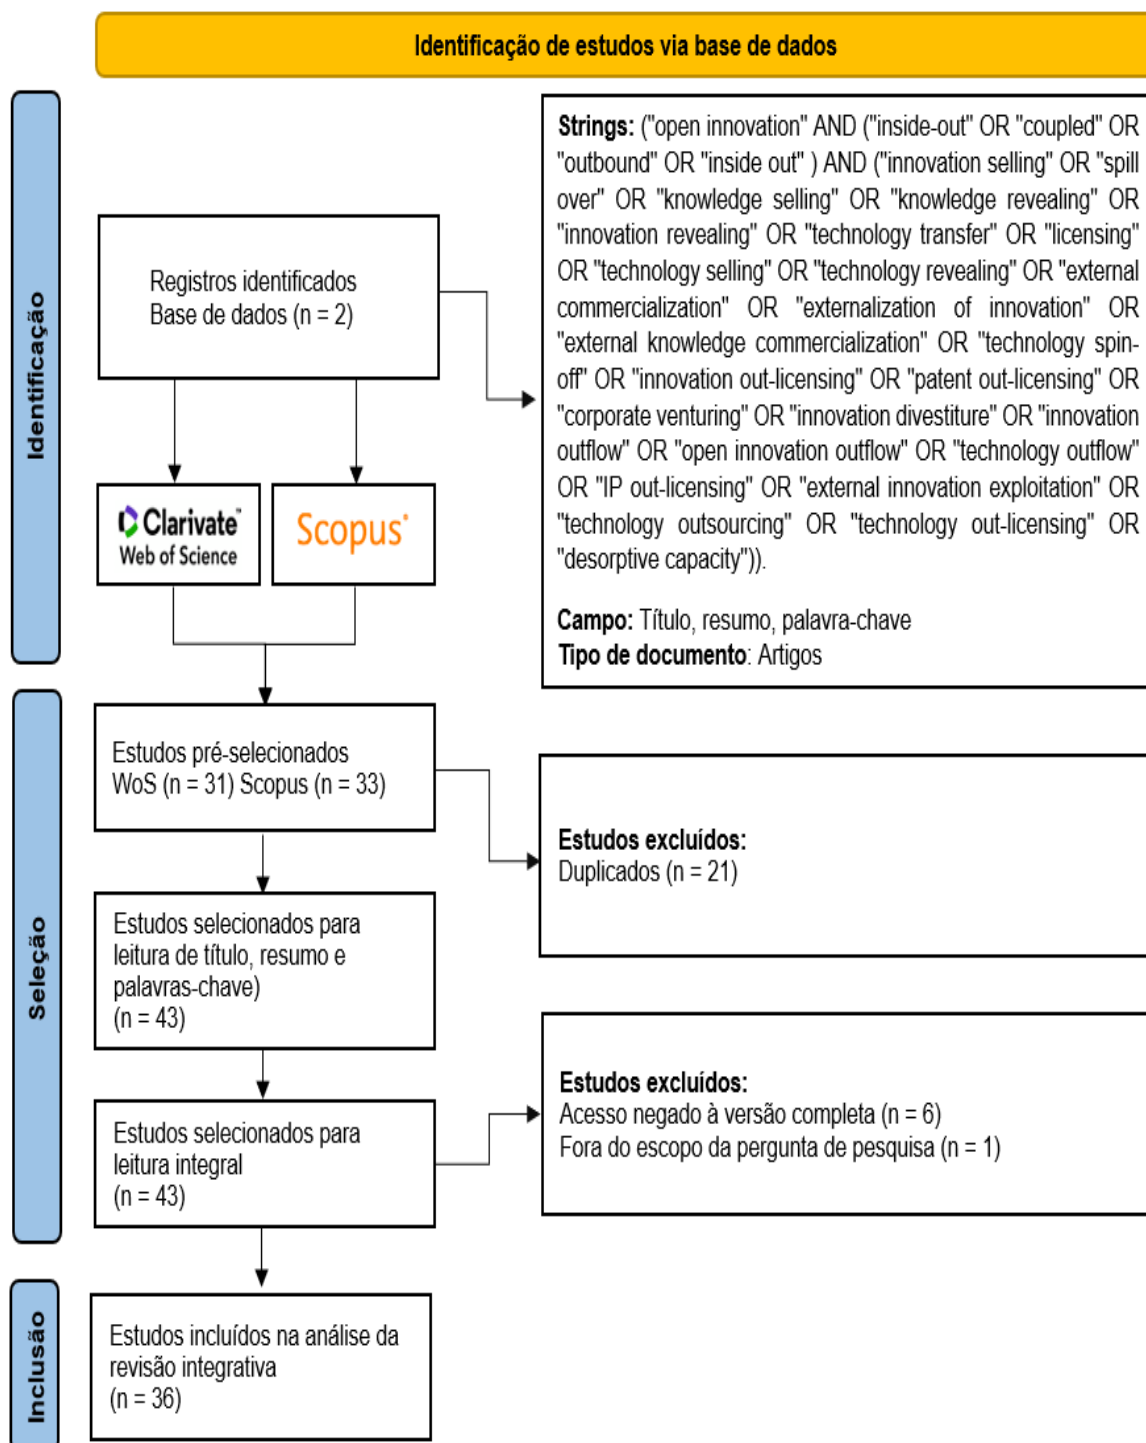 Identificação de estudos via base de dados
Identificação
Registros identificados
Base de dados (n = 2)
Strings: ("open innovation" AND ("inside-out" OR "coupled" OR
"outbound" OR "inside out" ) AND ("innovation selling" OR "spill
over" OR "knowledge selling" OR "knowledge revealing" OR
"innovation revealing" OR "technology transfer" OR "licensing"
OR "technology selling" OR "technology revealing" OR "external
commercialization" OR "externalization of innovation" OR
"external knowledge commercialization" OR "technology spin-
off" OR "innovation out-licensing" OR "patent out-licensing" OR
"corporate venturing" OR "innovation divestiture" OR "innovation
outflow" OR "open innovation outflow" OR "technology outflow"
OR "IP out-licensing" OR "external innovation exploitation" OR
"technology outsourcing" OR "technology out-licensing" OR
"desorptive capacity")).
Campo: Título, resumo, palavra-chave
Tipo de documento: Artigos
Clarivate™
Web of Science
Scopus®
Seleção
Estudos pré-selecionados
WoS (n = 31) Scopus (n = 33)
Estudos excluídos:
Duplicados (n = 21)
Estudos selecionados para
leitura de título, resumo e
palavras-chave)
(n = 43)
Estudos selecionados para
leitura integral
(n = 43)
Estudos excluídos:
Acesso negado à versão completa (n = 6)
Fora do escopo da pergunta de pesquisa (n = 1)
Inclusão
Estudos incluídos na análise da
revisão integrativa
(n = 36)